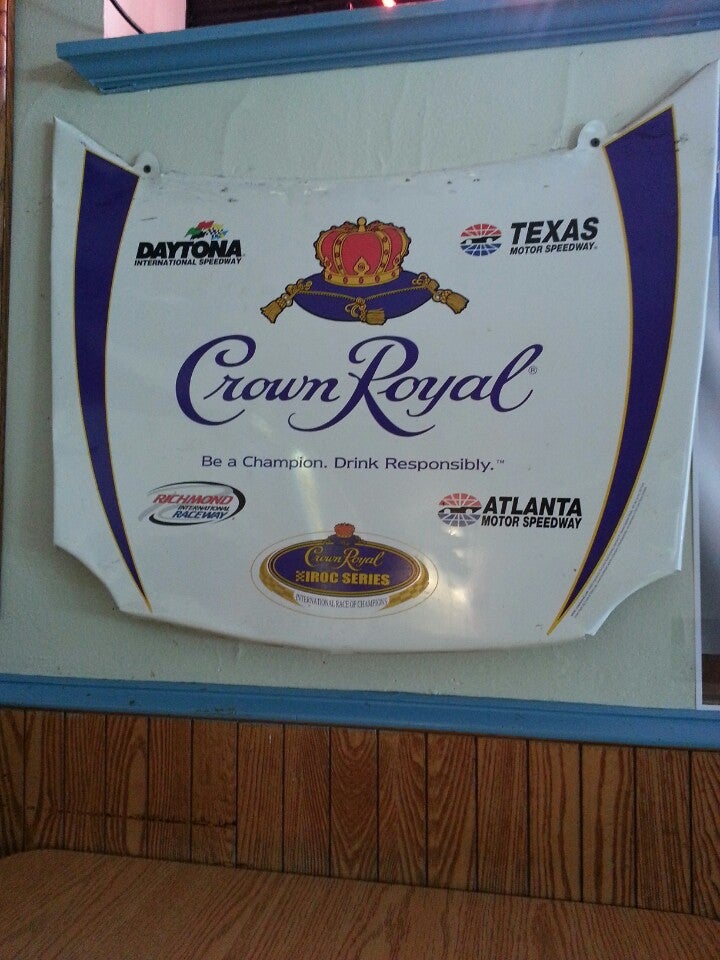 DAYTONA
INTERNATIONAL SPEEDWAY
TEXAS
MOTOR SPEEDWAY
Crown Royal®
Be a Champion. Drink Responsibly.™
RICHMOND
INTERNATIONAL
RACEWAY
ATLANTA
MOTOR SPEEDWAY
Crown Royal
IROC SERIES
INTERNATIONAL RACE OF CHAMPIONS